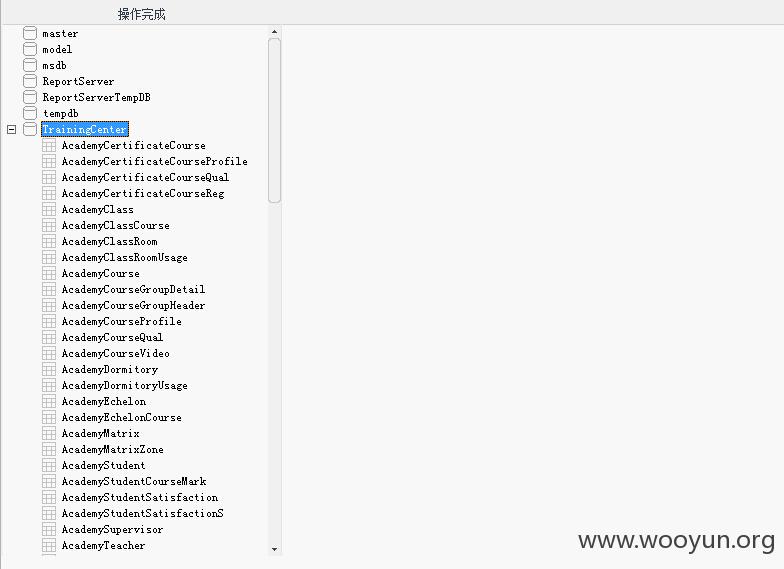 操作完成
master
model
msdb
ReportServer
ReportServerTempDB
tempdb
TrainingCenter
AcademyCertificateCourse
AcademyCertificateCourseProfile
AcademyCertificateCourseQual
AcademyCertificateCourseReg
AcademyClass
AcademyClassCourse
AcademyClassRoom
AcademyClassRoomUsage
AcademyCourse
AcademyCourseGroupDetail
AcademyCourseGroupHeader
AcademyCourseProfile
AcademyCourseQual
AcademyCourseVideo
AcademyDormitory
AcademyDormitoryUsage
AcademyEchelon
AcademyEchelonCourse
AcademyMatrix
AcademyMatrixZone
AcademyStudent
AcademyStudentCourseMark
AcademyStudentSatisfaction
AcademyStudentSatisfactionS
AcademySupervisor
AcademyTeacher
www.wooyun.org